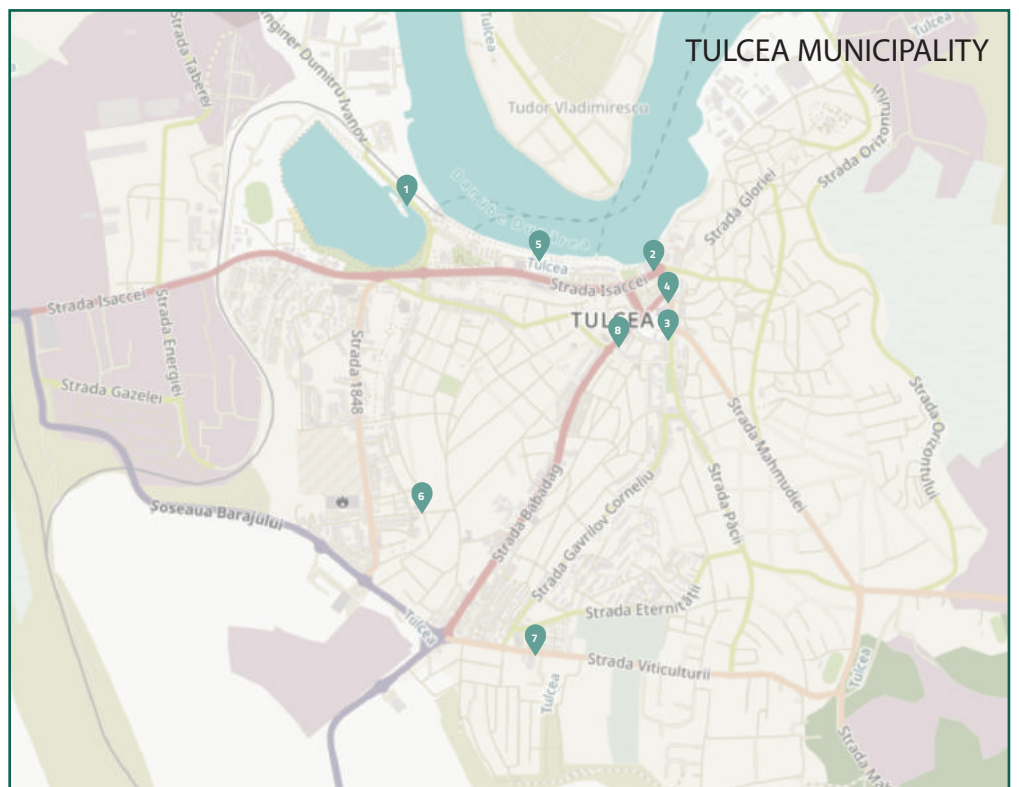 TULCEA MUNICIPALITY
Strada Taberei
Inginer Dumitru Ivanov
Tulcea
Tudor Vladimirescu
Tulcea
Strada Orizontului
Strada Gloriei
1
5
2
Tulcea
Strada Isaccei
4
Strada Isaccei
TULCEA
3
8
Strada Energiei
Strada 1848
Strada Gazelei
Strada Mahmudiei
Strada Orizontului
6
Strada Babadag
Strada Gavrilov Corneliu
Strada Păcii
Șoseaua Barajului
Strada Eternității
Tulcea
7
Strada Viticulturii
Tulcea
Tulcea